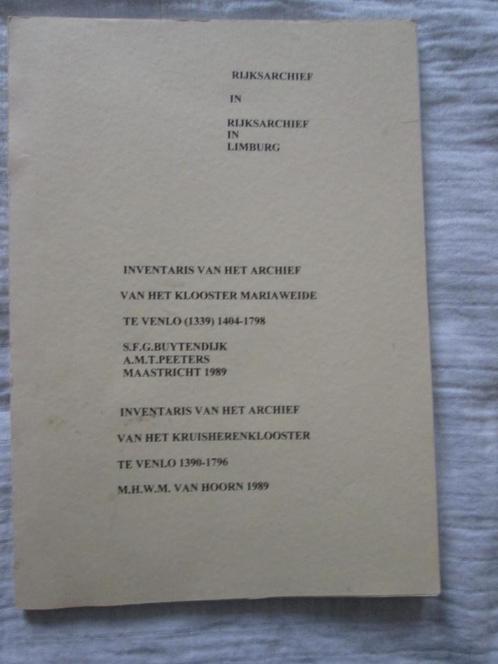 RIJKSARCHIEF
IN
RIJKSARCHIEF
IN
LIMBURG
INVENTARIS VAN HET ARCHIEF
VAN HET KLOOSTER MARIAWEIDE
TE VENLO (1339) 1404-1798
S.F.G.BUYTENDIJK
A.M.T.PEETERS
MAASTRICHT 1989
INVENTARIS VAN HET ARCHIEF
VAN HET KRUISHERENKLOOSTER
TE VENLO 1390-1796
M.H.W.M. VAN HOORN 1989